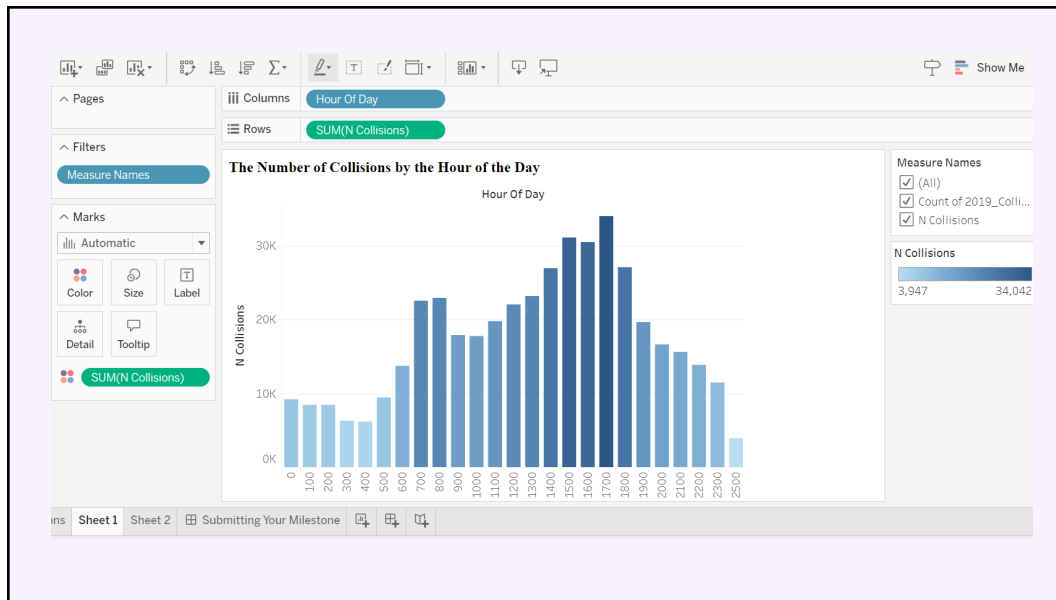 Show Me
Pages
Columns
Hour Of Day
Rows
SUM(N Collisions)
Filters
Measure Names
Marks
Automatic
Color
Size
Label
Detail
Tooltip
SUM(N Collisions)
The Number of Collisions by the Hour of the Day
Hour Of Day
N Collisions
30K
20K
10K
0K
0
100
200
300
400
500
600
700
800
900
1000
1100
1200
1300
1400
1500
1600
1700
1800
1900
2000
2100
2200
2300
2500
Measure Names
(All)
Count of 2019_Colli...
N Collisions
N Collisions
3,947 34,042
ons Sheet 1 Sheet 2 Submitting Your Milestone